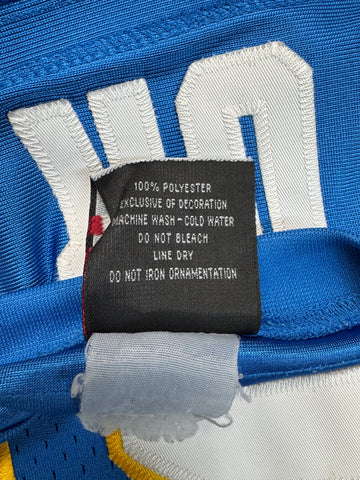 100% POLYESTER
EXCLUSIVE OF DECORATION
MACHINE WASH - COLD WATER
DO NOT BLEACH
LINE DRY
DO NOT IRON ORNAMENTATION